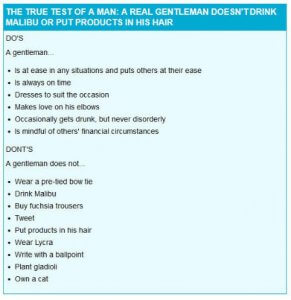 THE TRUE TEST OF A MAN: A REAL GENTLEMAN DOESN'T DRINK
MALIBU OR PUT PRODUCTS IN HIS HAIR
DO'S
A gentleman...
• Is at ease in any situations and puts others at their ease
• Is always on time
• Dresses to suit the occasion
• Makes love on his elbows
• Occasionally gets drunk, but never disorderly
• Is mindful of others' financial circumstances
DONT'S
A gentleman does not...
• Wear a pre-tied bow tie
• Drink Malibu
• Buy fuchsia trousers
• Tweet
• Put products in his hair
• Wear Lycra
• Write with a ballpoint
• Plant gladioli
• Own a cat